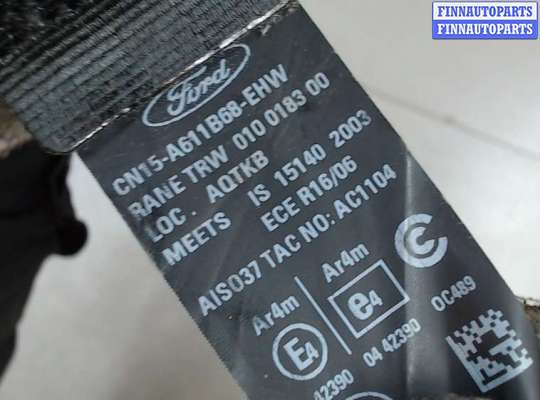 FINNAUTOPARTS
FINNAUTOPARTS
Ford
CN15-A611B68-EHW
RANE TRW 010 0183 00
LOC . AQTKB
MEETS IS 15140 2003
ECE R16/06
AIS037 TAC NO: AC1104
Ar4m Ar4m
E4 e4
42390 04 42390 0C489